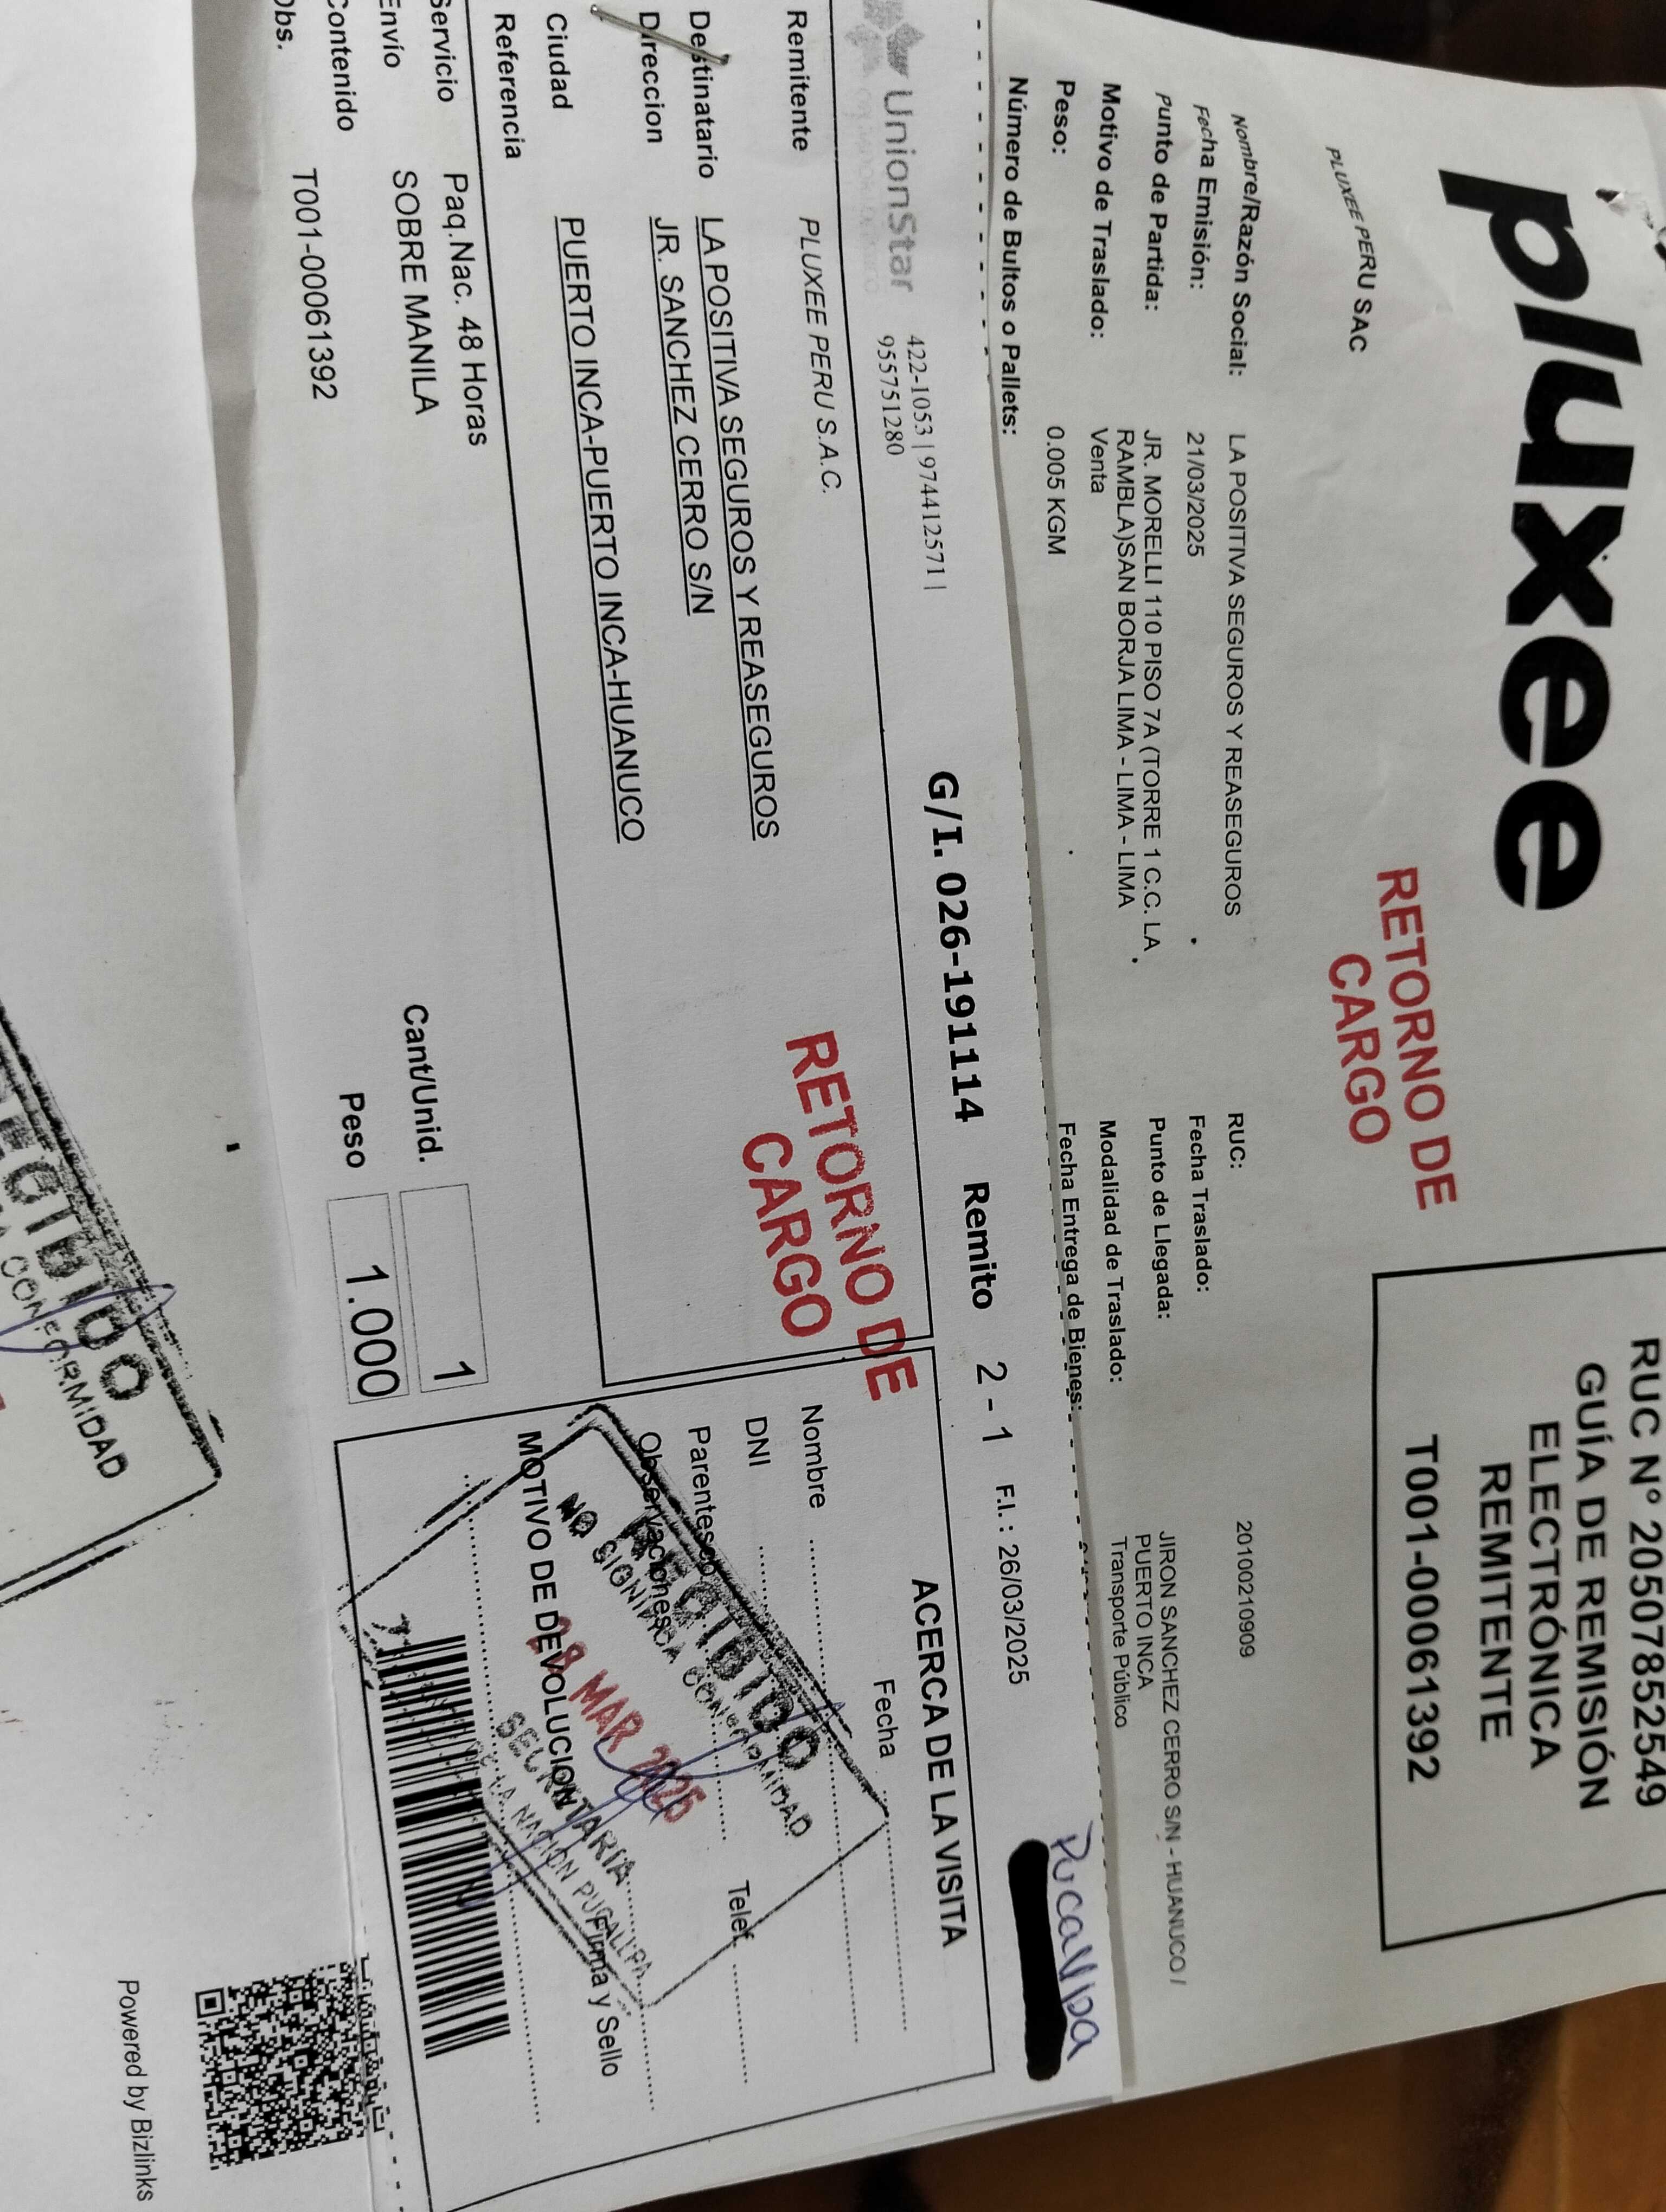 pluxee
PLUXEE PERU SAC
RETORNO DE
CARGO
RUC Nº 20507852549
GUÍA DE REMISIÓN
ELECTRÓNICA
REMITENTE
T001-00061392
Nombre/Razón Social: LA POSITIVA SEGUROS Y REASEGUROS RUC: 20100210909
Fecha Emisión: 21/03/2025 Fecha Traslado:
Punto de Partida: JR. MORELLI 110 PISO 7A (TORRE 1 C.C. LA Punto de Llegada: JIRON SANCHEZ CERRO S/N - HUANUCO /
RAMBLA)SAN BORJA LIMA - LIMA - LIMA PUERTO INCA
Motivo de Traslado: Venta Modalidad de Traslado: Transporte Público
Peso: 0.005 KGM Fecha Entrega de Bienes:
Número de Bultos o Pallets:
Pucallpa
UnionStar
422-1053 | 974412571 |
955751280
G/I. 026-191114 Remito 2 - 1 F.I. : 26/03/2025
Remitente PLUXEE PERU S.A.C.
Destinatario LA POSITIVA SEGUROS Y REASEGUROS
Direccion JR. SANCHEZ CERRO S/N
Ciudad PUERTO INCA-PUERTO INCA-HUANUCO
Referencia
RETORNO DE
CARGO
ACERCA DE LA VISITA
Fecha
Nombre
DNI Telef.
Parentesco
Observaciones
Firma y Sello
MOTIVO DE DEVOLUCION
RECIBIDO
NO SIGNIFICA CONFORMIDAD
28 MAR 2025
SECRETARIA
DE LA NACION PUCALLPA
Servicio Paq.Nac. 48 Horas
Envío SOBRE MANILA Cant/Unid. 1
Contenido Peso 1.000
Obs. T001-00061392
CONFORMIDAD
Powered by Bizlinks